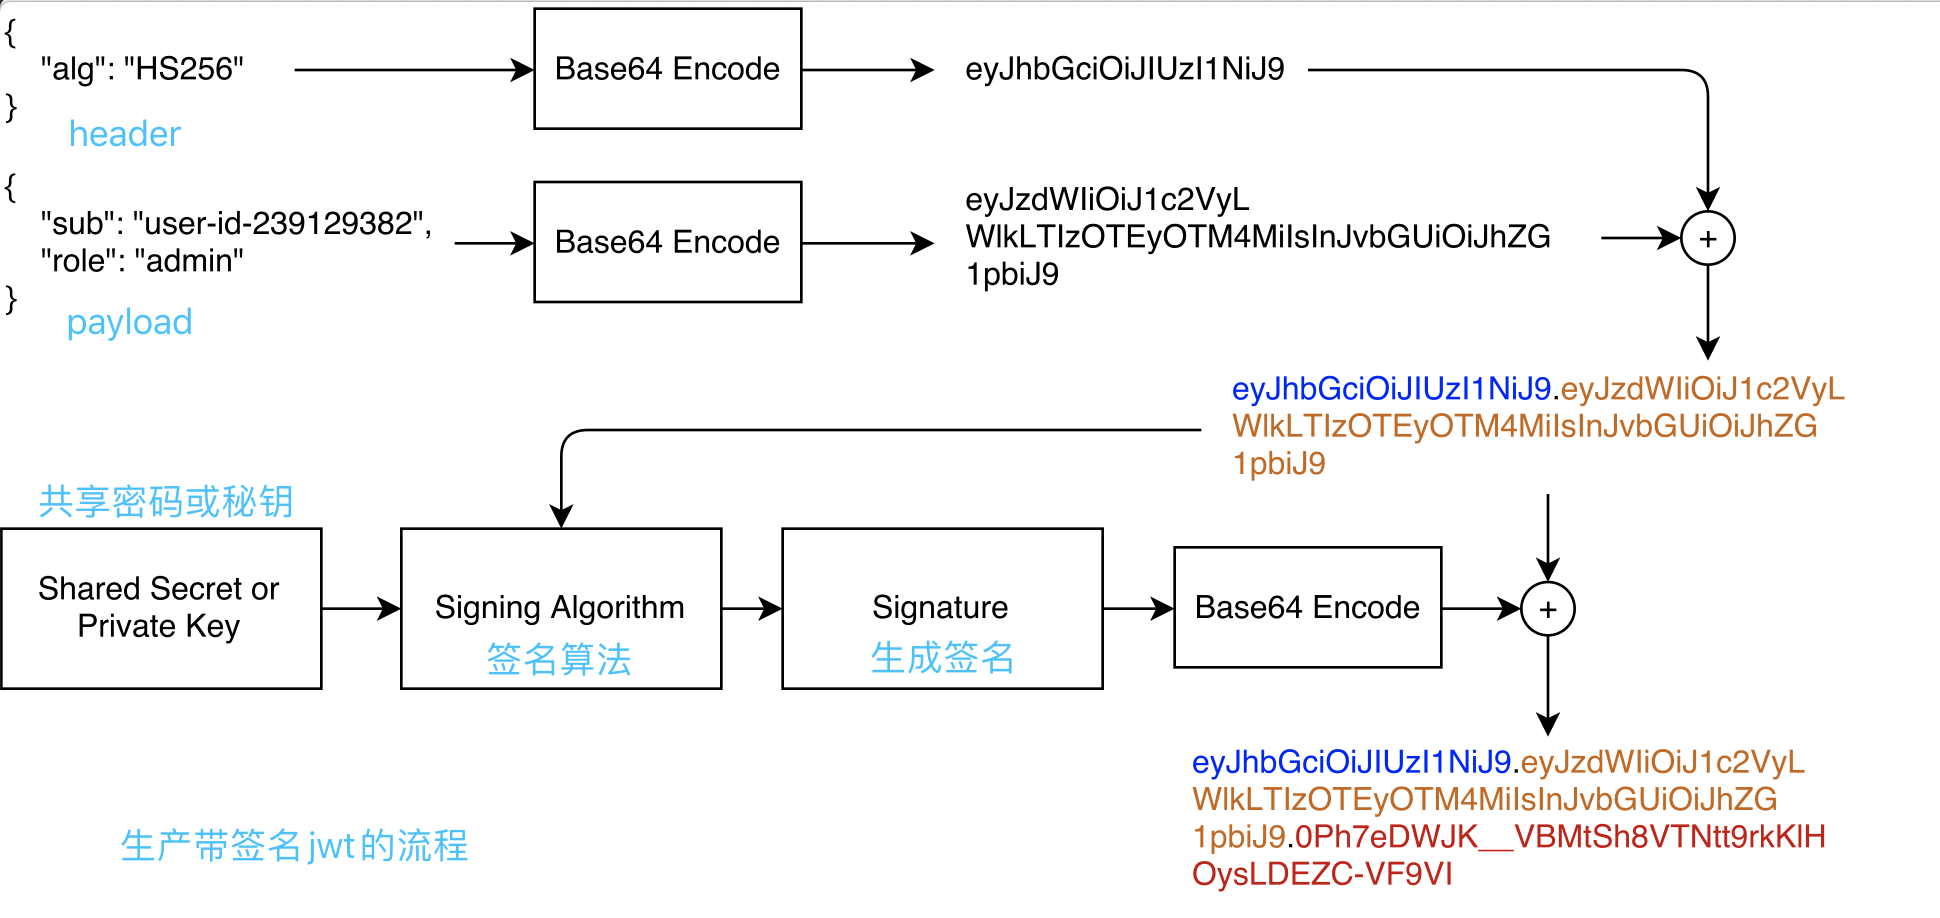 {
"alg": "HS256"
}
header
Base64 Encode
eyJhbGciOiJIUzI1NiJ9
{
"sub": "user-id-239129382",
"role": "admin"
}
payload
Base64 Encode
eyJzdWIiOiJ1c2VyL
WlkLTIzOTEyOTM4MiIsInJvbGUiOiJhZG
1pbiJ9
+
eyJhbGciOiJIUzI1NiJ9.eyJzdWIiOiJ1c2VyL
WlkLTIzOTEyOTM4MiIsInJvbGUiOiJhZG
1pbiJ9
共享密码或秘钥
Shared Secret or
Private Key
Signing Algorithm
签名算法
Signature
生成签名
Base64 Encode
+
eyJhbGciOiJIUzI1NiJ9.eyJzdWIiOiJ1c2VyL
WlkLTIzOTEyOTM4MiIsInJvbGUiOiJhZG
1pbiJ9.0Ph7eDWJK__VBMtSh8VTNtt9rkKlH
OysLDEZC-VF9VI
生产带签名jwt的流程